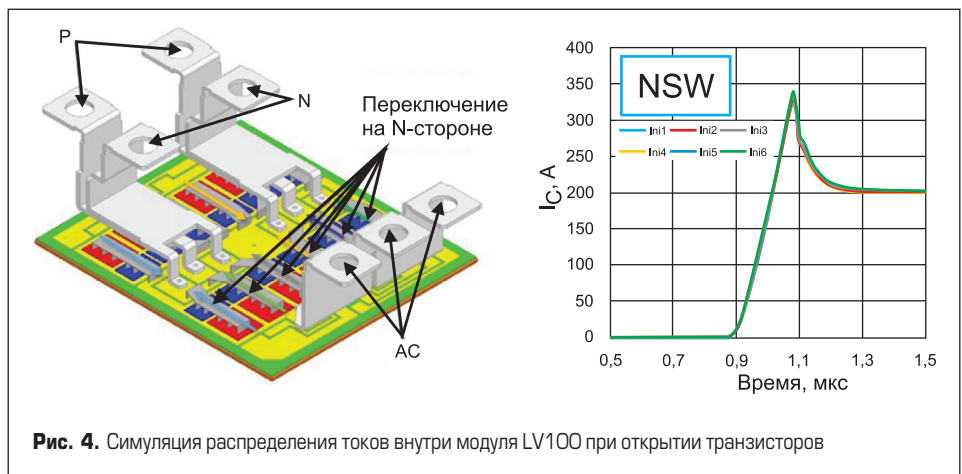 P
N
Переключение
на N-стороне
AC
400
350
300
250
200
150
100
50
0
I_C, А
NSW
Ini1 Ini2 Ini3
Ini4 Ini5 Ini6
0,5 0,7 0,9 1,1 1,3 1,5
Время, мкс
Рис. 4. Симуляция распределения токов внутри модуля LV100 при открытии транзисторов